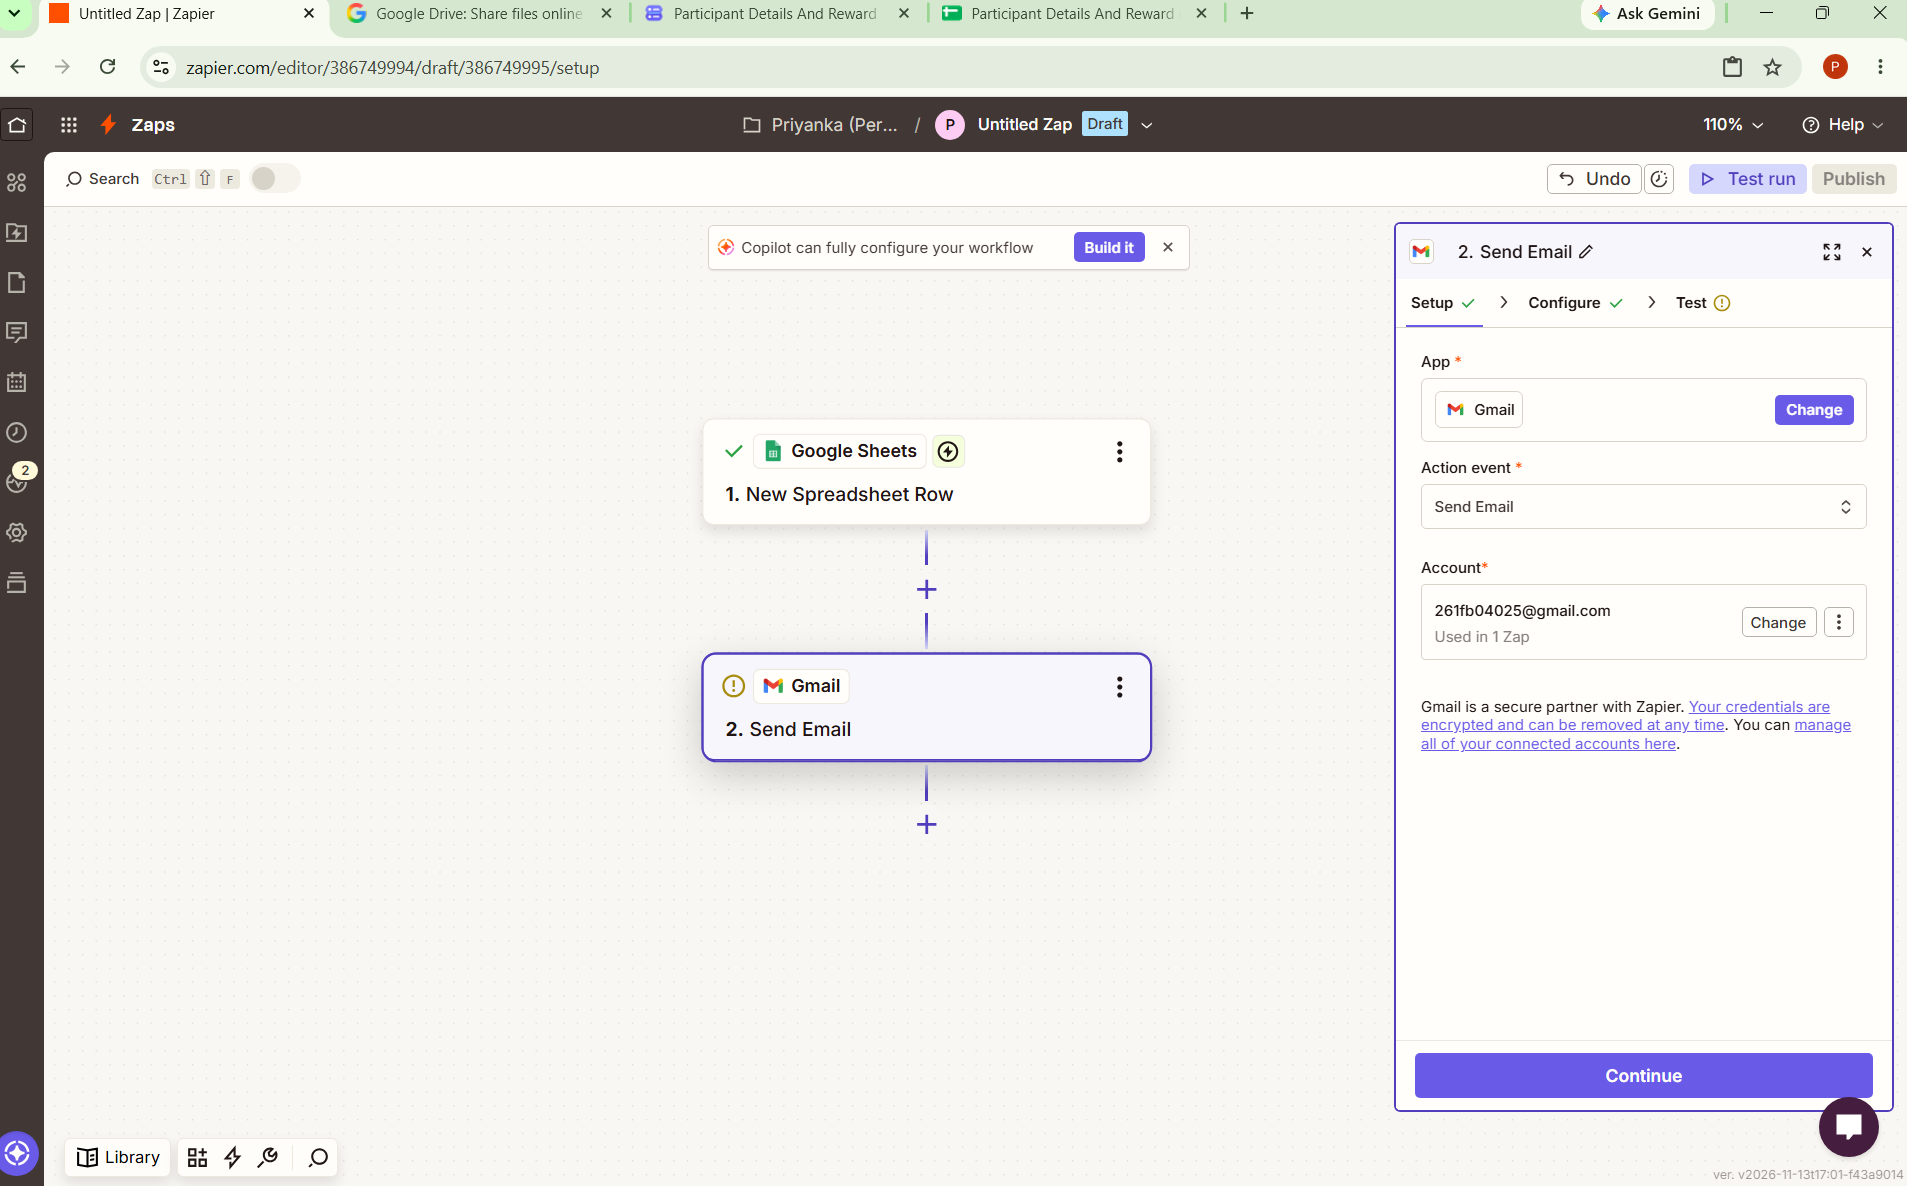 Untitled Zap | Zapier
Google Drive: Share files online
Participant Details And Reward
Participant Details And Reward
Ask Gemini
zapier.com/editor/386749994/draft/386749995/setup
P
Zaps
Priyanka (Per... / P Untitled Zap Draft
110%
Help
Search Ctrl ⇧ F
Undo
Test run
Publish
Copilot can fully configure your workflow
Build it
2. Send Email
Setup
Configure
Test
App *
Gmail
Change
Action event *
Send Email
Account*
261fb04025@gmail.com
Used in 1 Zap
Change
Gmail is a secure partner with Zapier. Your credentials are
encrypted and can be removed at any time. You can manage
all of your connected accounts here.
Continue
Google Sheets
1. New Spreadsheet Row
Gmail
2. Send Email
2
Library
ver. v2026-11-13t17:01-f43a9014